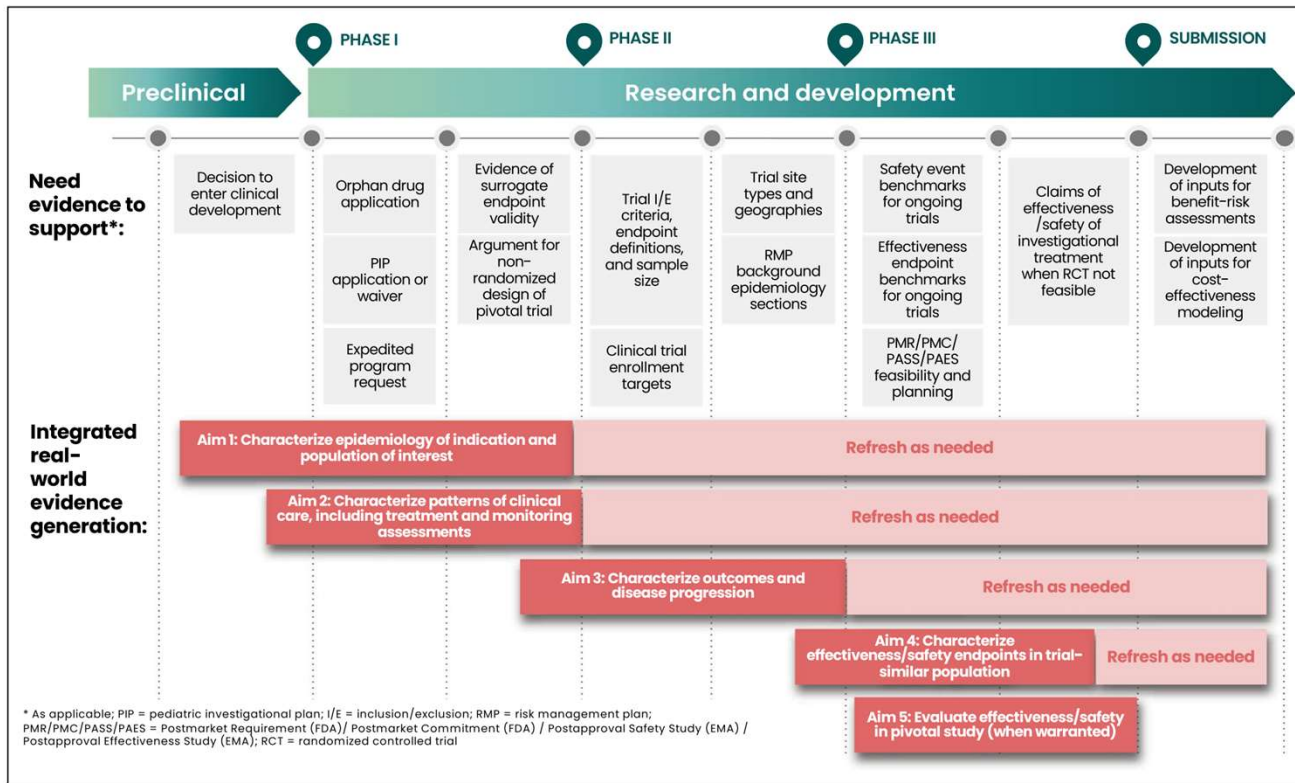 PHASE I
PHASE II
PHASE III
SUBMISSION
Preclinical
Research and development
Need
evidence to
support*:
Decision to
enter clinical
development
Orphan drug
application
PIP
application or
waiver
Expedited
program
request
Evidence of
surrogate
endpoint
validity
Argument for
non-
randomized
design of
pivotal trial
Trial I/E
criteria,
endpoint
definitions,
and sample
size
Clinical trial
enrollment
targets
Trial site
types and
geographies
RMP
background
epidemiology
sections
Safety event
benchmarks
for ongoing
trials
Effectiveness
endpoint
benchmarks
for ongoing
trials
PMR/PMC/
PASS/PAES
feasibility and
planning
Claims of
effectiveness
/safety of
investigational
treatment
when RCT not
feasible
Development
of inputs for
benefit-risk
assessments
Development
of inputs for
cost-
effectiveness
modeling
Integrated
real-
world
evidence
generation:
Aim 1: Characterize epidemiology of indication and
population of interest
Refresh as needed
Aim 2: Characterize patterns of clinical
care, including treatment and monitoring
assessments
Refresh as needed
Aim 3: Characterize outcomes and
disease progression
Refresh as needed
Aim 4: Characterize
effectiveness/safety endpoints in trial-
similar population
Refresh as needed
Aim 5: Evaluate effectiveness/safety
in pivotal study (when warranted)
* As applicable; PIP = pediatric investigational plan; I/E = inclusion/exclusion; RMP = risk management plan;
PMR/PMC/PASS/PAES = Postmarket Requirement (FDA)/ Postmarket Commitment (FDA) / Postapproval Safety Study (EMA) /
Postapproval Effectiveness Study (EMA); RCT = randomized controlled trial